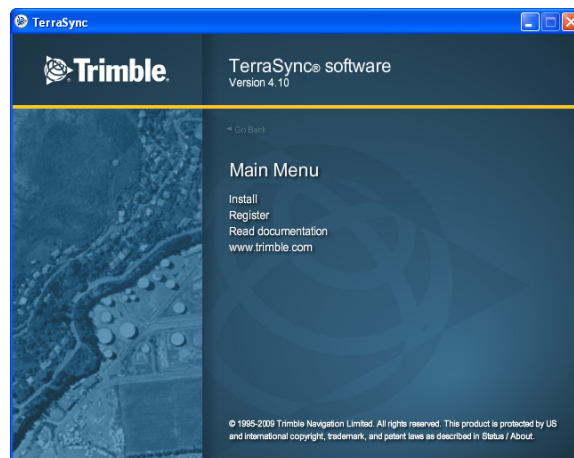 TerraSync
Trimble.
TerraSync® software
Version 4.10
Go Back
Main Menu
Install
Register
Read documentation
www.trimble.com
© 1995-2009 Trimble Navigation Limited. All rights reserved. This product is protected by US
and international copyright, trademark, and patent laws as described in Status / About.